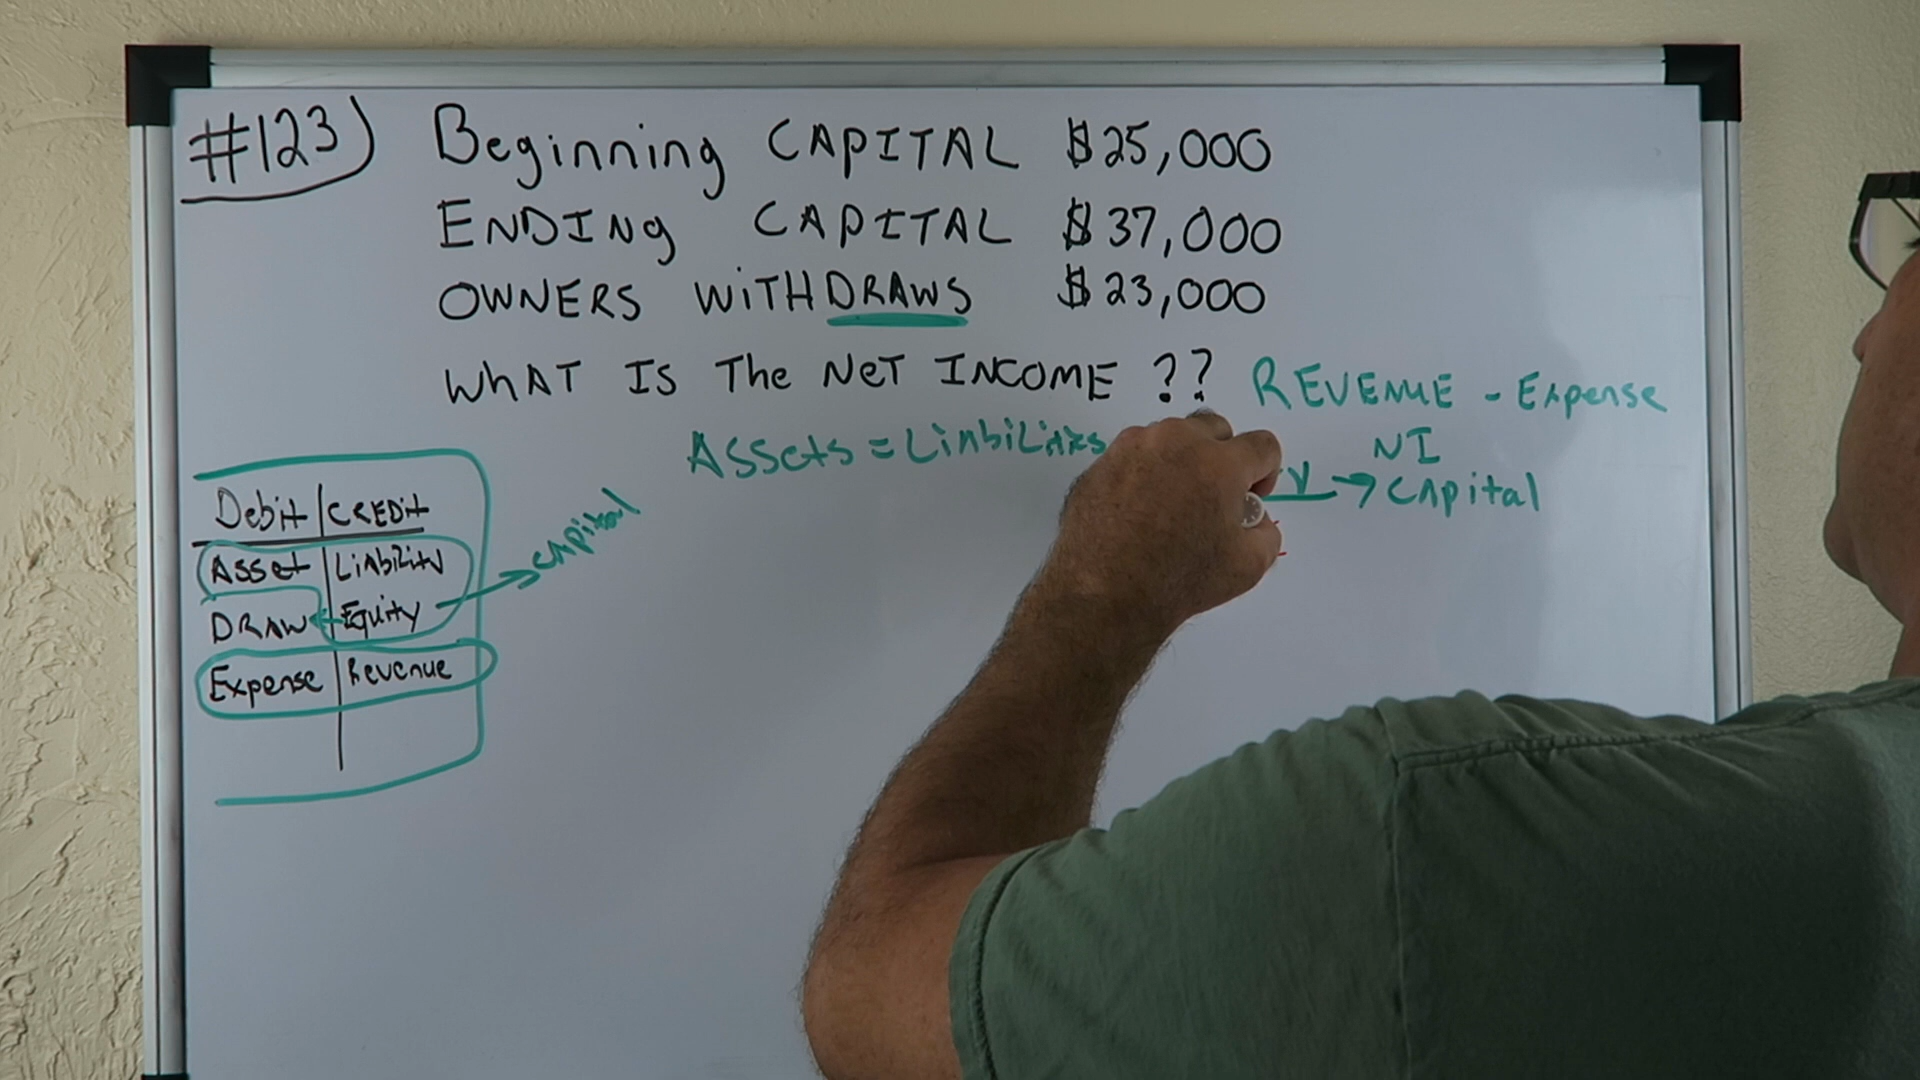 #123) Beginning CAPITAL $25,000
ENDING CAPITAL $37,000
OWNERS WITHDRAWS $23,000
WHAT IS The NET INCOME ?? REVENUE - Expense
Assets = Liabilities
NI
Capital
Debit | CREDIT
Asset | Liability
DRAW Equity
Expense | Revenue
capital